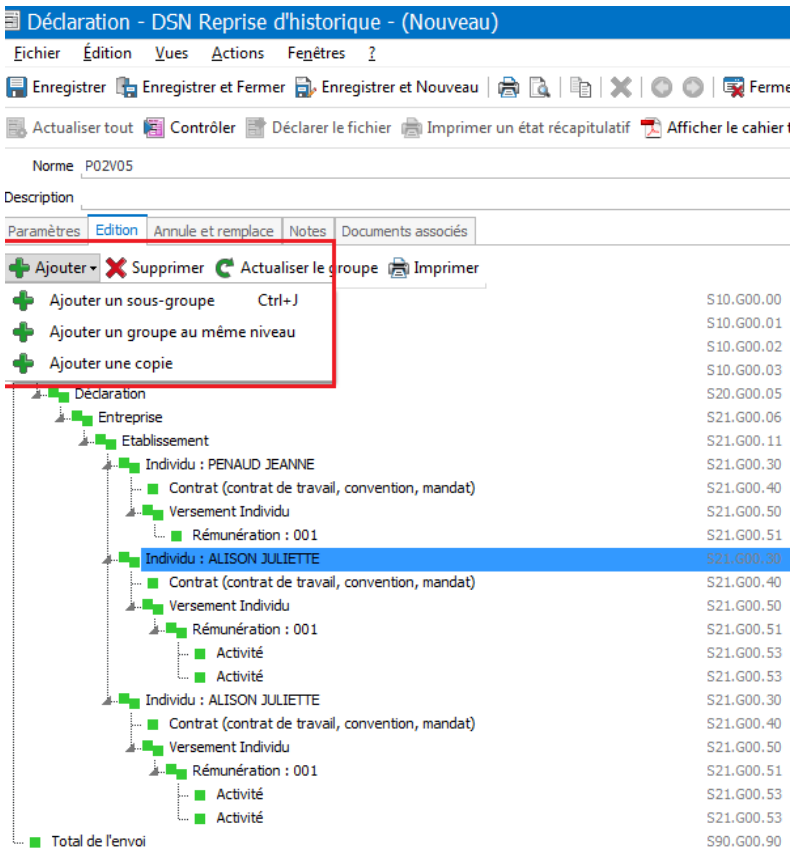 Déclaration - DSN Reprise d'historique - (Nouveau)
Fichier Édition Vues Actions Fenêtres ?
Enregistrer Enregistrer et Fermer Enregistrer et Nouveau Ferme
Actualiser tout Contrôler Déclarer le fichier Imprimer un état récapitulatif Afficher le cahier t
Norme P02V05
Description
Paramètres Edition Annule et remplace Notes Documents associés
Ajouter Supprimer Actualiser le groupe Imprimer
Ajouter un sous-groupe Ctrl+J S10.G00.00
Ajouter un groupe au même niveau S10.G00.01
S10.G00.02
Ajouter une copie S10.G00.03
Déclaration S20.G00.05
Entreprise S21.G00.06
Etablissement S21.G00.11
Individu : PENAUD JEANNE S21.G00.30
Contrat (contrat de travail, convention, mandat) S21.G00.40
Versement Individu S21.G00.50
Rémunération : 001 S21.G00.51
Individu : ALISON JULIETTE S21.G00.30
Contrat (contrat de travail, convention, mandat) S21.G00.40
Versement Individu S21.G00.50
Rémunération : 001 S21.G00.51
Activité S21.G00.53
Activité S21.G00.53
Individu : ALISON JULIETTE S21.G00.30
Contrat (contrat de travail, convention, mandat) S21.G00.40
Versement Individu S21.G00.50
Rémunération : 001 S21.G00.51
Activité S21.G00.53
Activité S21.G00.53
Total de l'envoi S90.G00.90